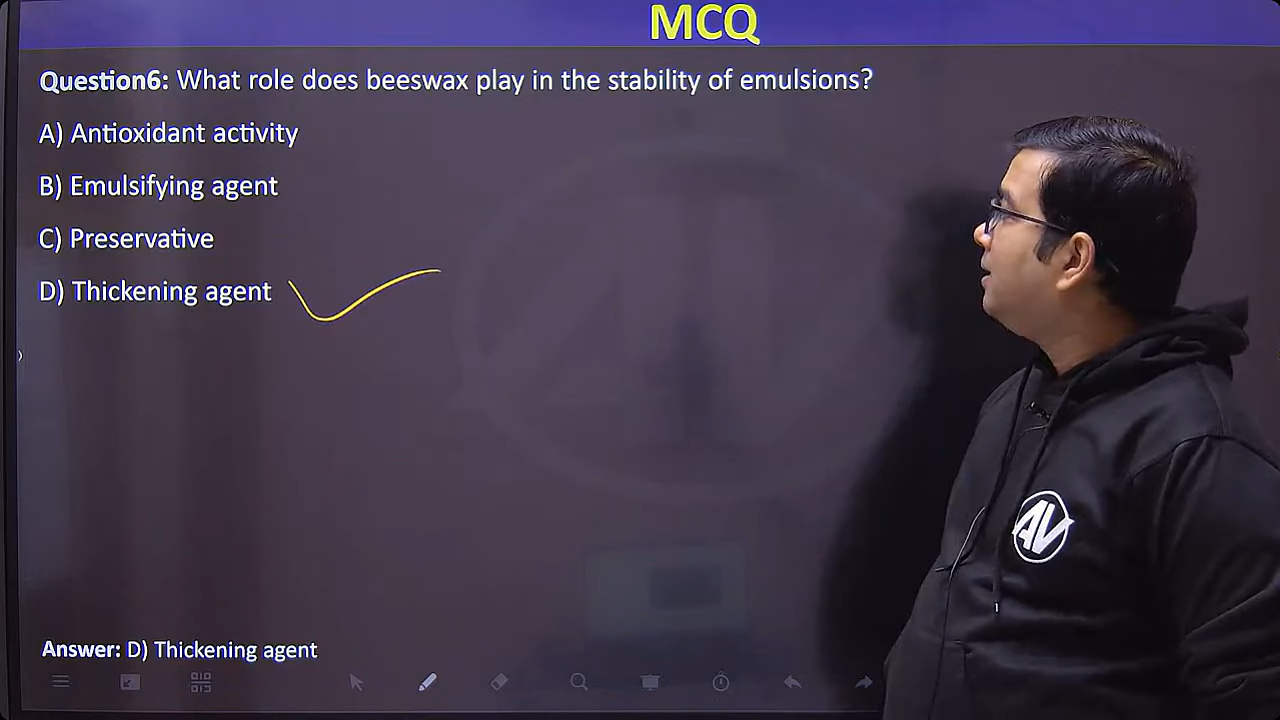 MCQ
Question6: What role does beeswax play in the stability of emulsions?
A) Antioxidant activity
B) Emulsifying agent
C) Preservative
D) Thickening agent
Answer: D) Thickening agent
AV